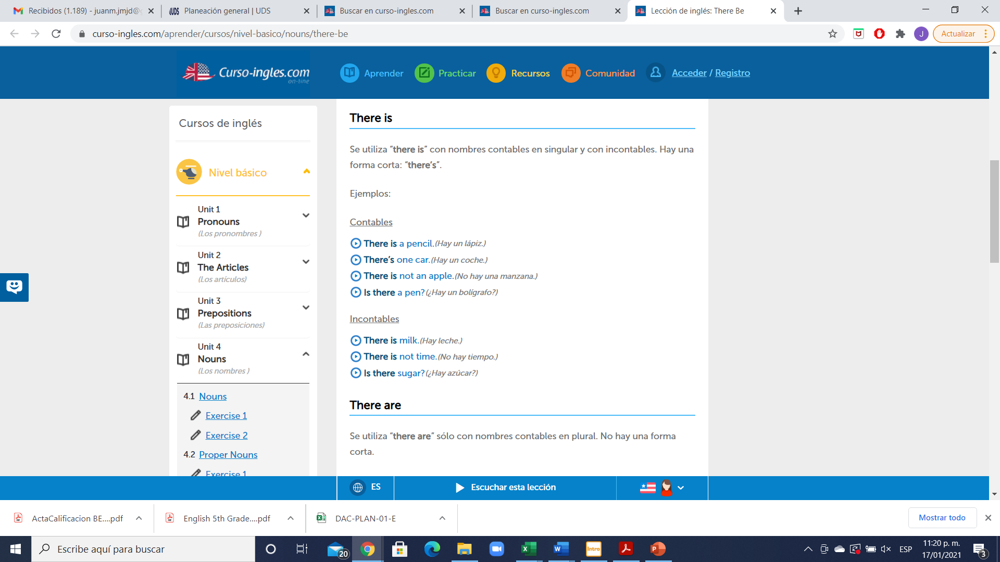 Recibidos (1.189) - juanm.jmjd@g
Planeación general | UDS
Buscar en curso-ingles.com
Buscar en curso-ingles.com
Lección de inglés: There Be
curso-ingles.com/aprender/cursos/nivel-basico/nouns/there-be
J
Actualizar
Curso-ingles.com
on-line
Aprender
Practicar
Recursos
Comunidad
Acceder / Registro
Cursos de inglés
Nivel básico
Unit 1
Pronouns
(Los pronombres )
Unit 2
The Articles
(Los artículos)
Unit 3
Prepositions
(Las preposiciones)
Unit 4
Nouns
(Los nombres )
4.1 Nouns
Exercise 1
Exercise 2
4.2 Proper Nouns
Exercise 1
There is
Se utiliza “there is” con nombres contables en singular y con incontables. Hay una
forma corta: “there’s”.
Ejemplos:
Contables
There is a pencil.(Hay un lápiz.)
There’s one car.(Hay un coche.)
There is not an apple.(No hay una manzana.)
Is there a pen?(¿Hay un bolígrafo?)
Incontables
There is milk.(Hay leche.)
There is not time.(No hay tiempo.)
Is there sugar?(¿Hay azúcar?)
There are
Se utiliza “there are” sólo con nombres contables en plural. No hay una forma
corta.
ES
Escuchar esta lección
ActaCalificacion BE....pdf
English 5th Grade....pdf
DAC-PLAN-01-E
Mostrar todo
Escribe aquí para buscar
20
Intro
ESP
11:20 p. m.
17/01/2021
3